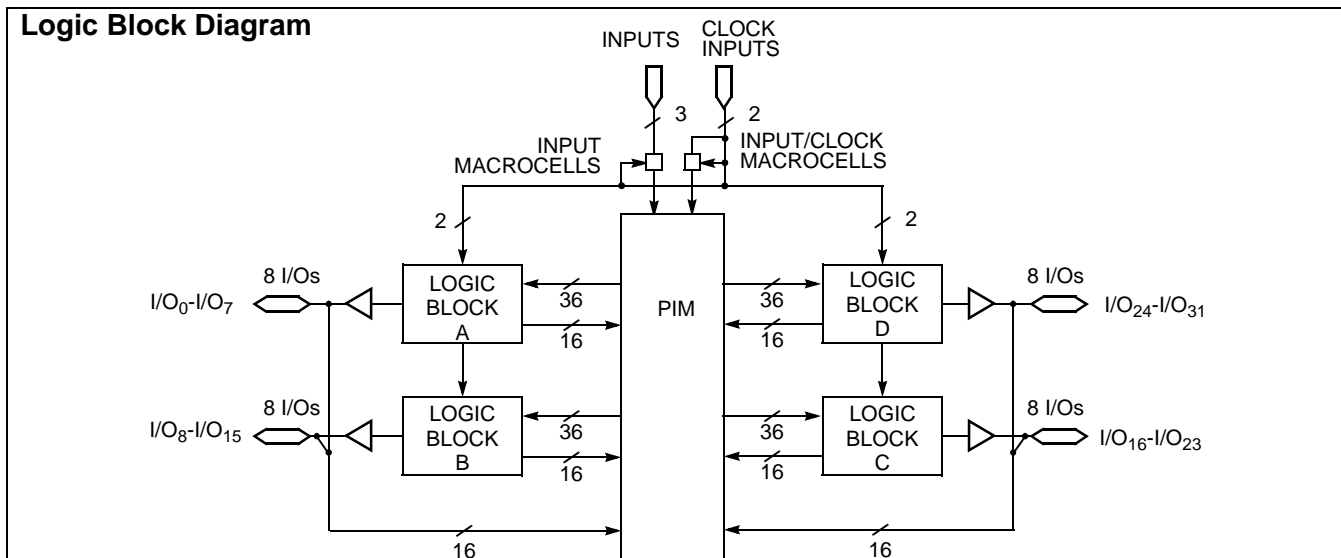 Logic Block Diagram
INPUTS
CLOCK
INPUTS
3
2
INPUT
MACROCELLS
INPUT/CLOCK
MACROCELLS
2
2
8 I/Os
LOGIC
BLOCK
A
36
16
PIM
36
16
LOGIC
BLOCK
D
8 I/Os
I/O0-I/O7
I/O24-I/O31
8 I/Os
LOGIC
BLOCK
B
36
16
36
16
LOGIC
BLOCK
C
8 I/Os
I/O8-I/O15
I/O16-I/O23
16
16